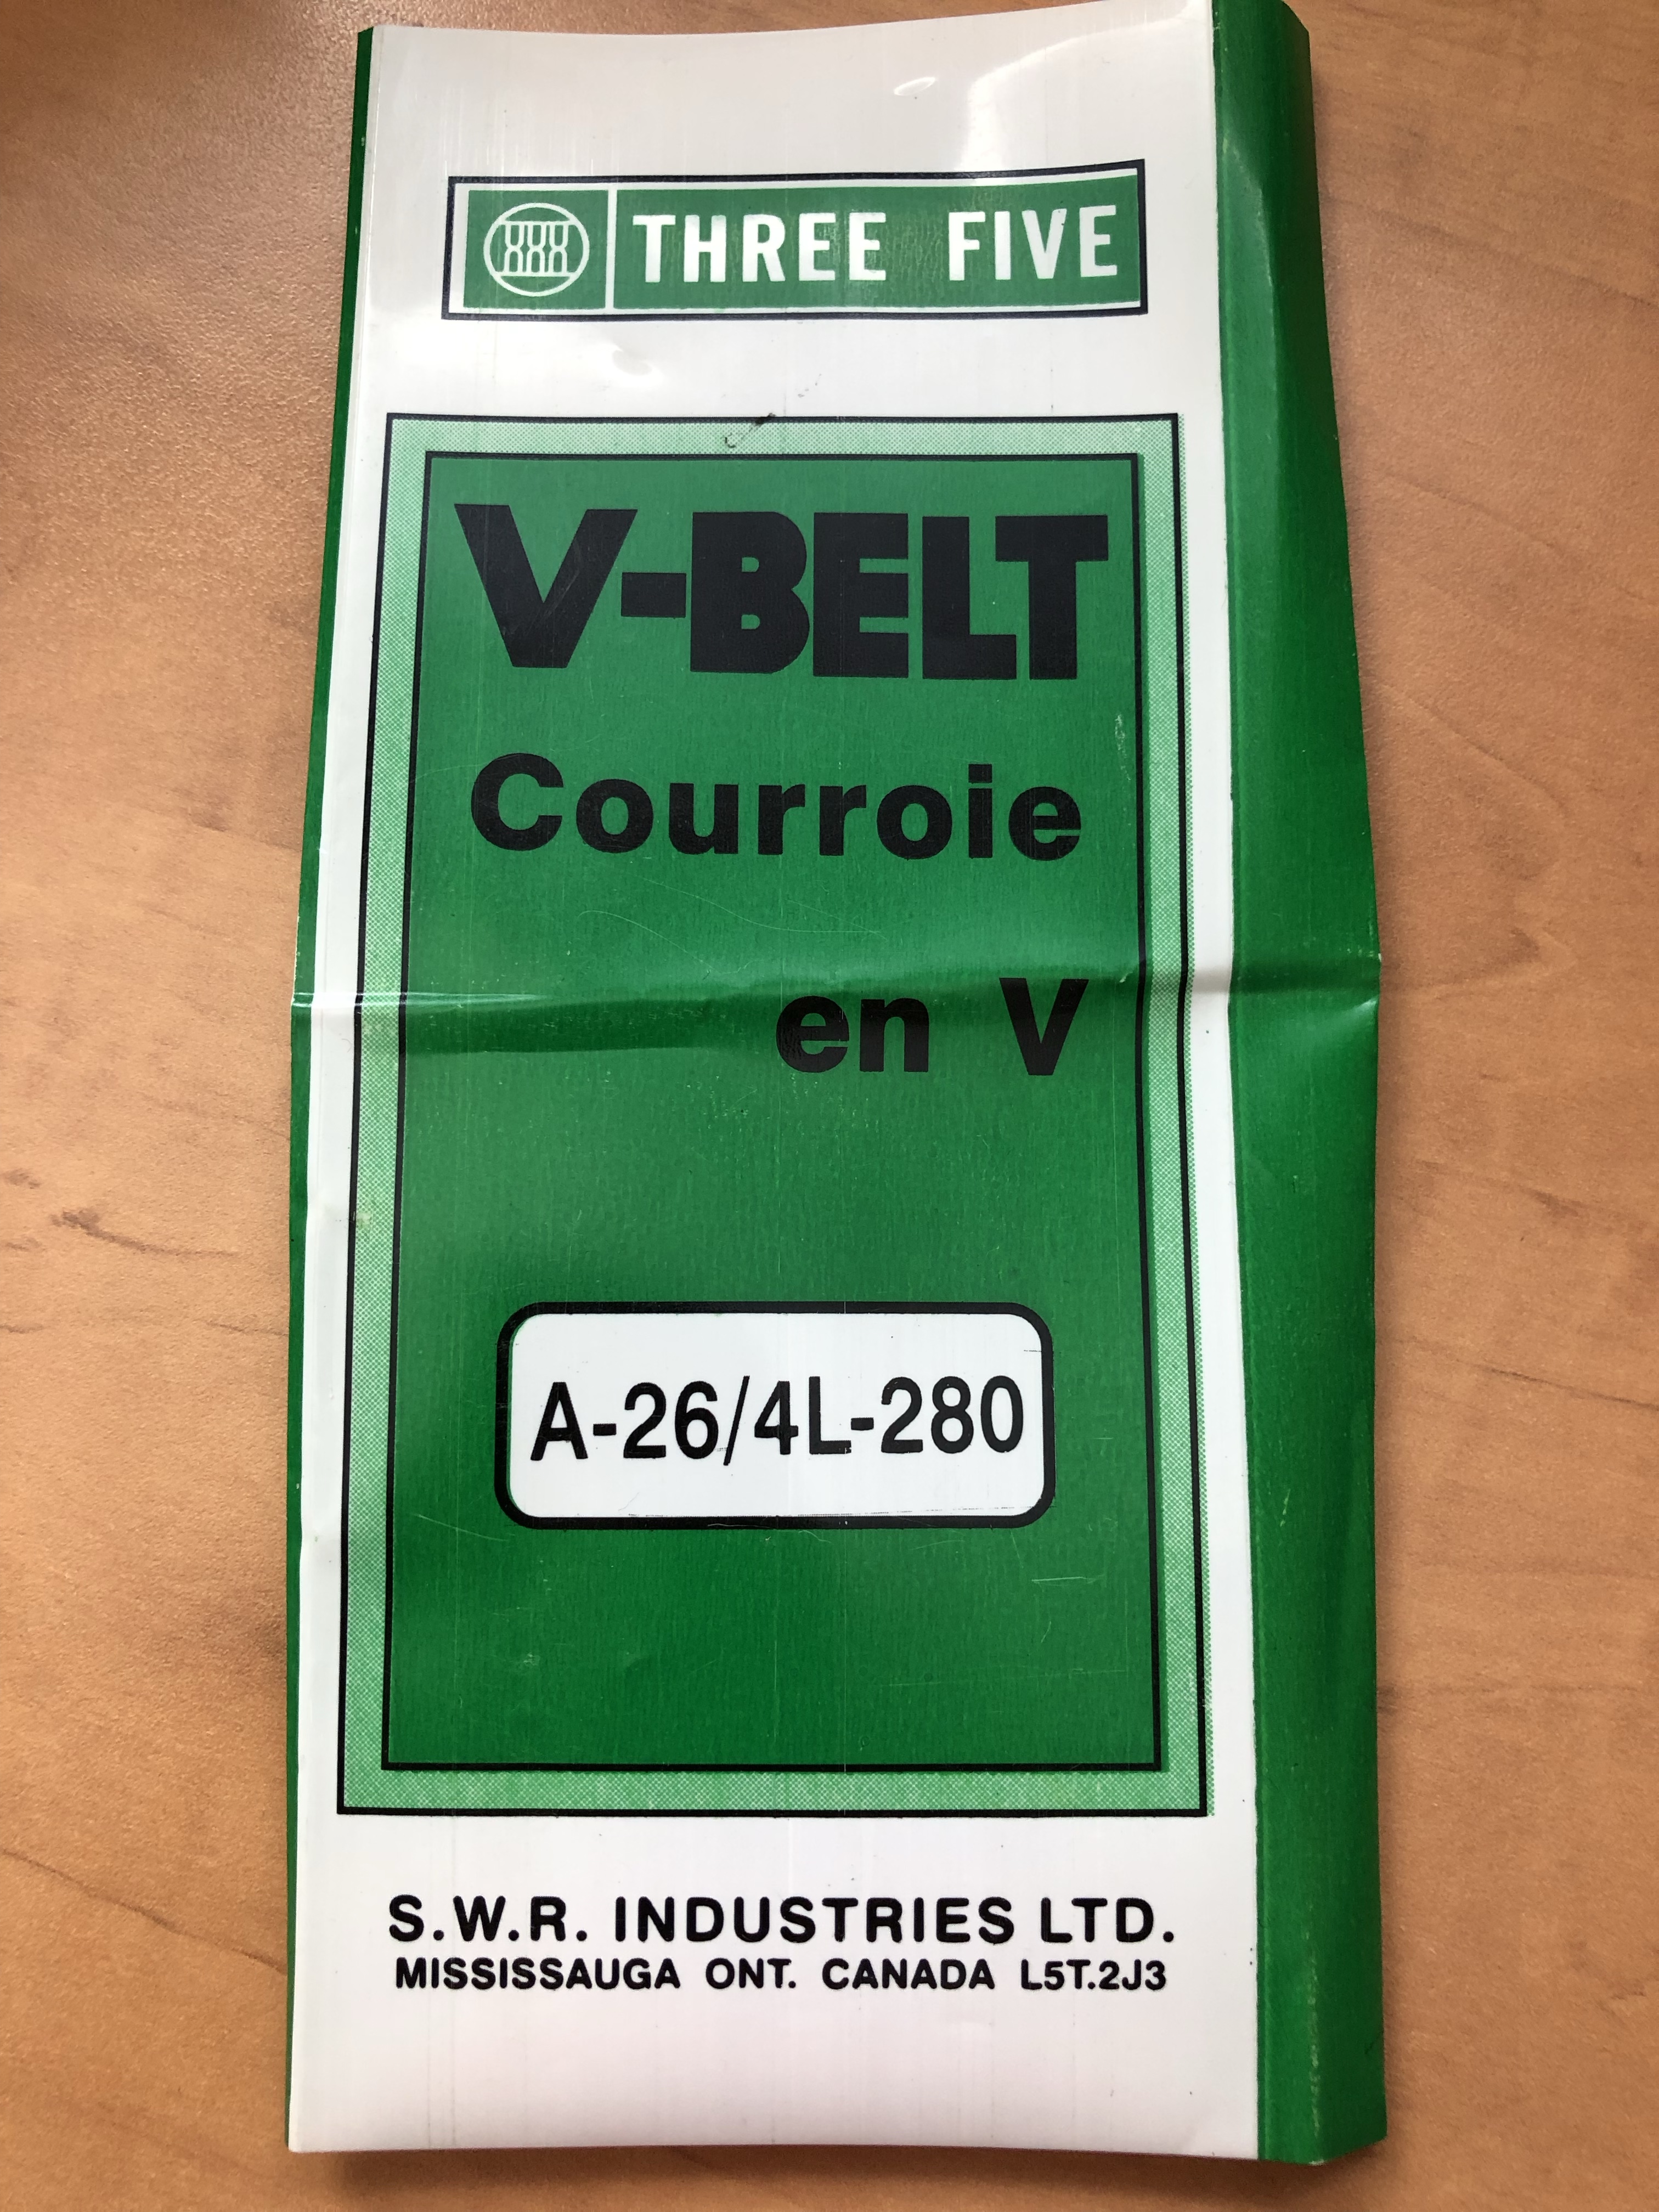 THREE FIVE
V-BELT
Courroie
en V
A-26/4L-280
S.W.R. INDUSTRIES LTD.
MISSISSAUGA ONT. CANADA L5T.2J3